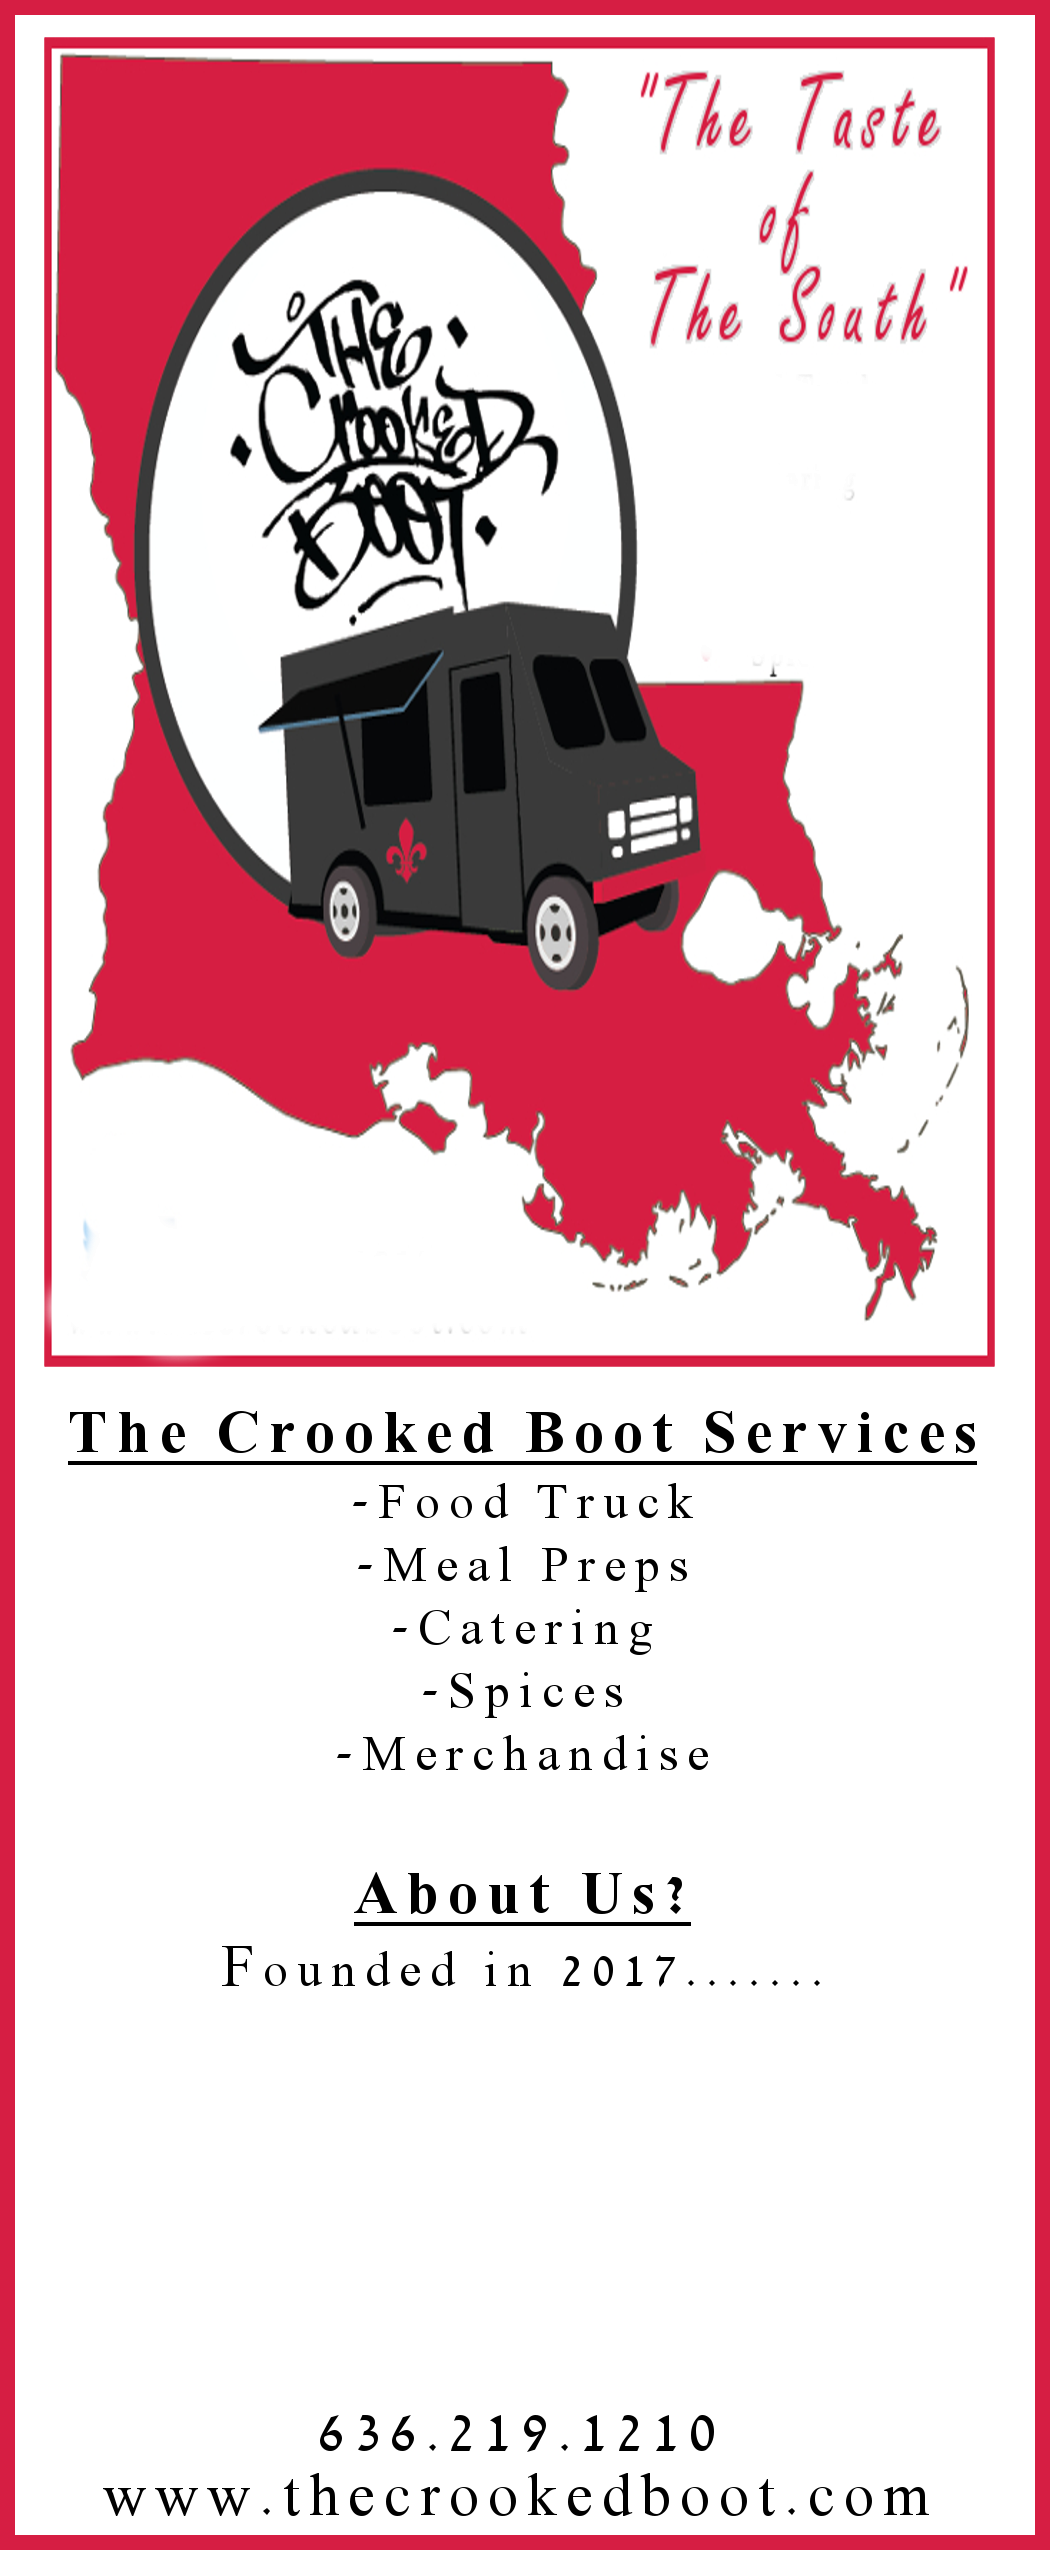 "The Taste
of
The South"
THE
CROOKED
BOOT
The Crooked Boot Services
-Food Truck
-Meal Preps
-Catering
-Spices
-Merchandise
About Us?
Founded in 2017.......
636.219.1210
www.thecrookedboot.com